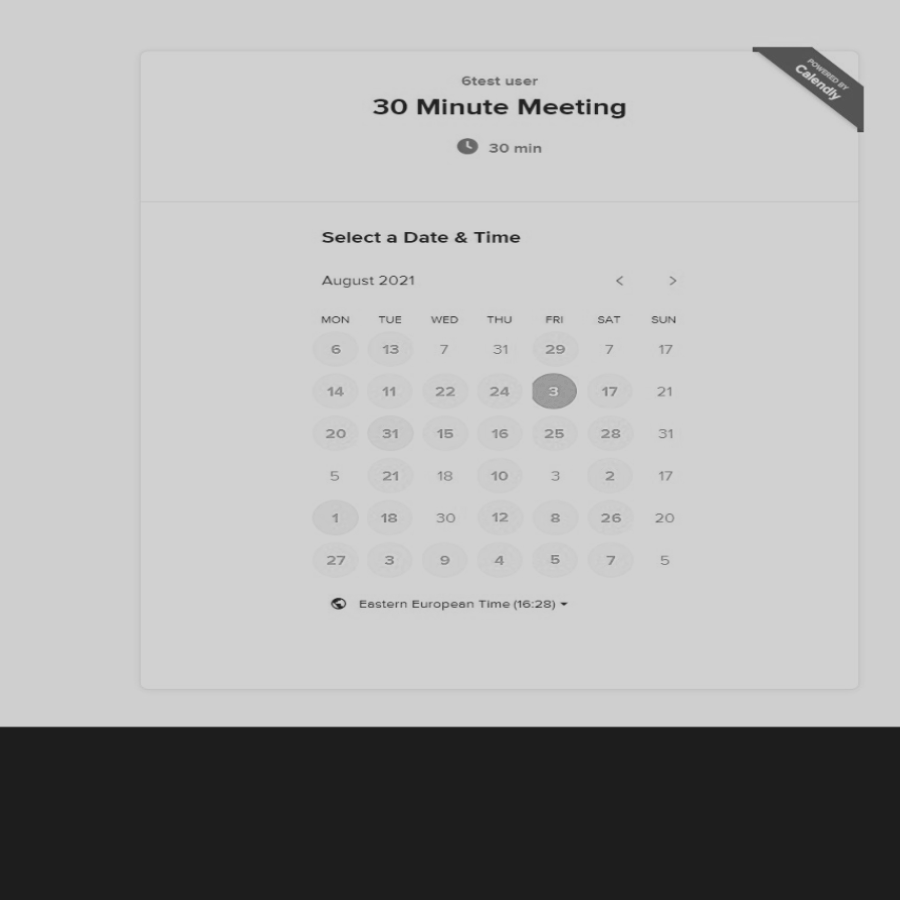 POWERED BY
Calendly
6test user
30 Minute Meeting
30 min
Select a Date & Time
August 2021 < >
MON TUE WED THU FRI SAT SUN
6 13 7 31 29 7 17
14 11 22 24 3 17 21
20 31 15 16 25 28 31
5 21 18 10 3 2 17
1 18 30 12 8 26 20
27 3 9 4 5 7 5
Eastern European Time (16:28)